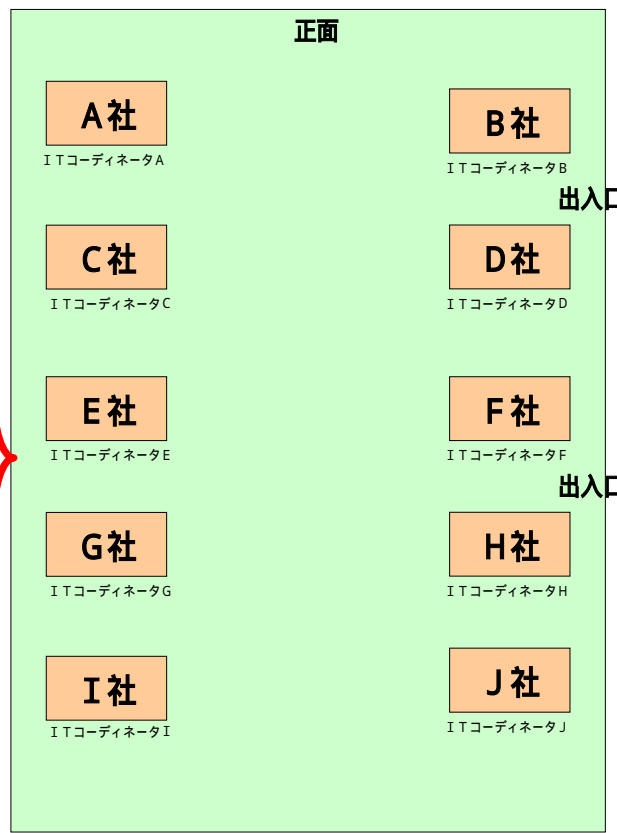 正面
A社
B社
ITコーディネータA
ITコーディネータB
出入口
C社
D社
ITコーディネータC
ITコーディネータD
E社
F社
ITコーディネータE
ITコーディネータF
出入口
G社
H社
ITコーディネータG
ITコーディネータH
I社
J社
ITコーディネータI
ITコーディネータJ